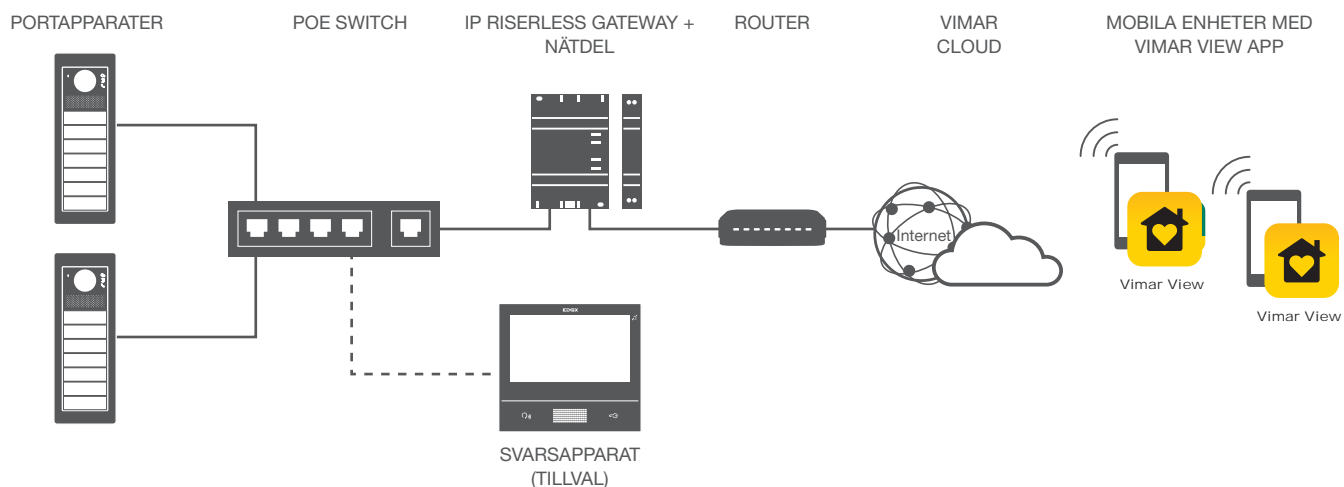 PORTAPPARATER
POE SWITCH
IP RISERLESS GATEWAY +
NÄTDEL
ROUTER
VIMAR
CLOUD
MOBILA ENHETER MED
VIMAR VIEW APP
Internet
Vimar View
Vimar View
SVARSAPPARAT
(TILLVAL)